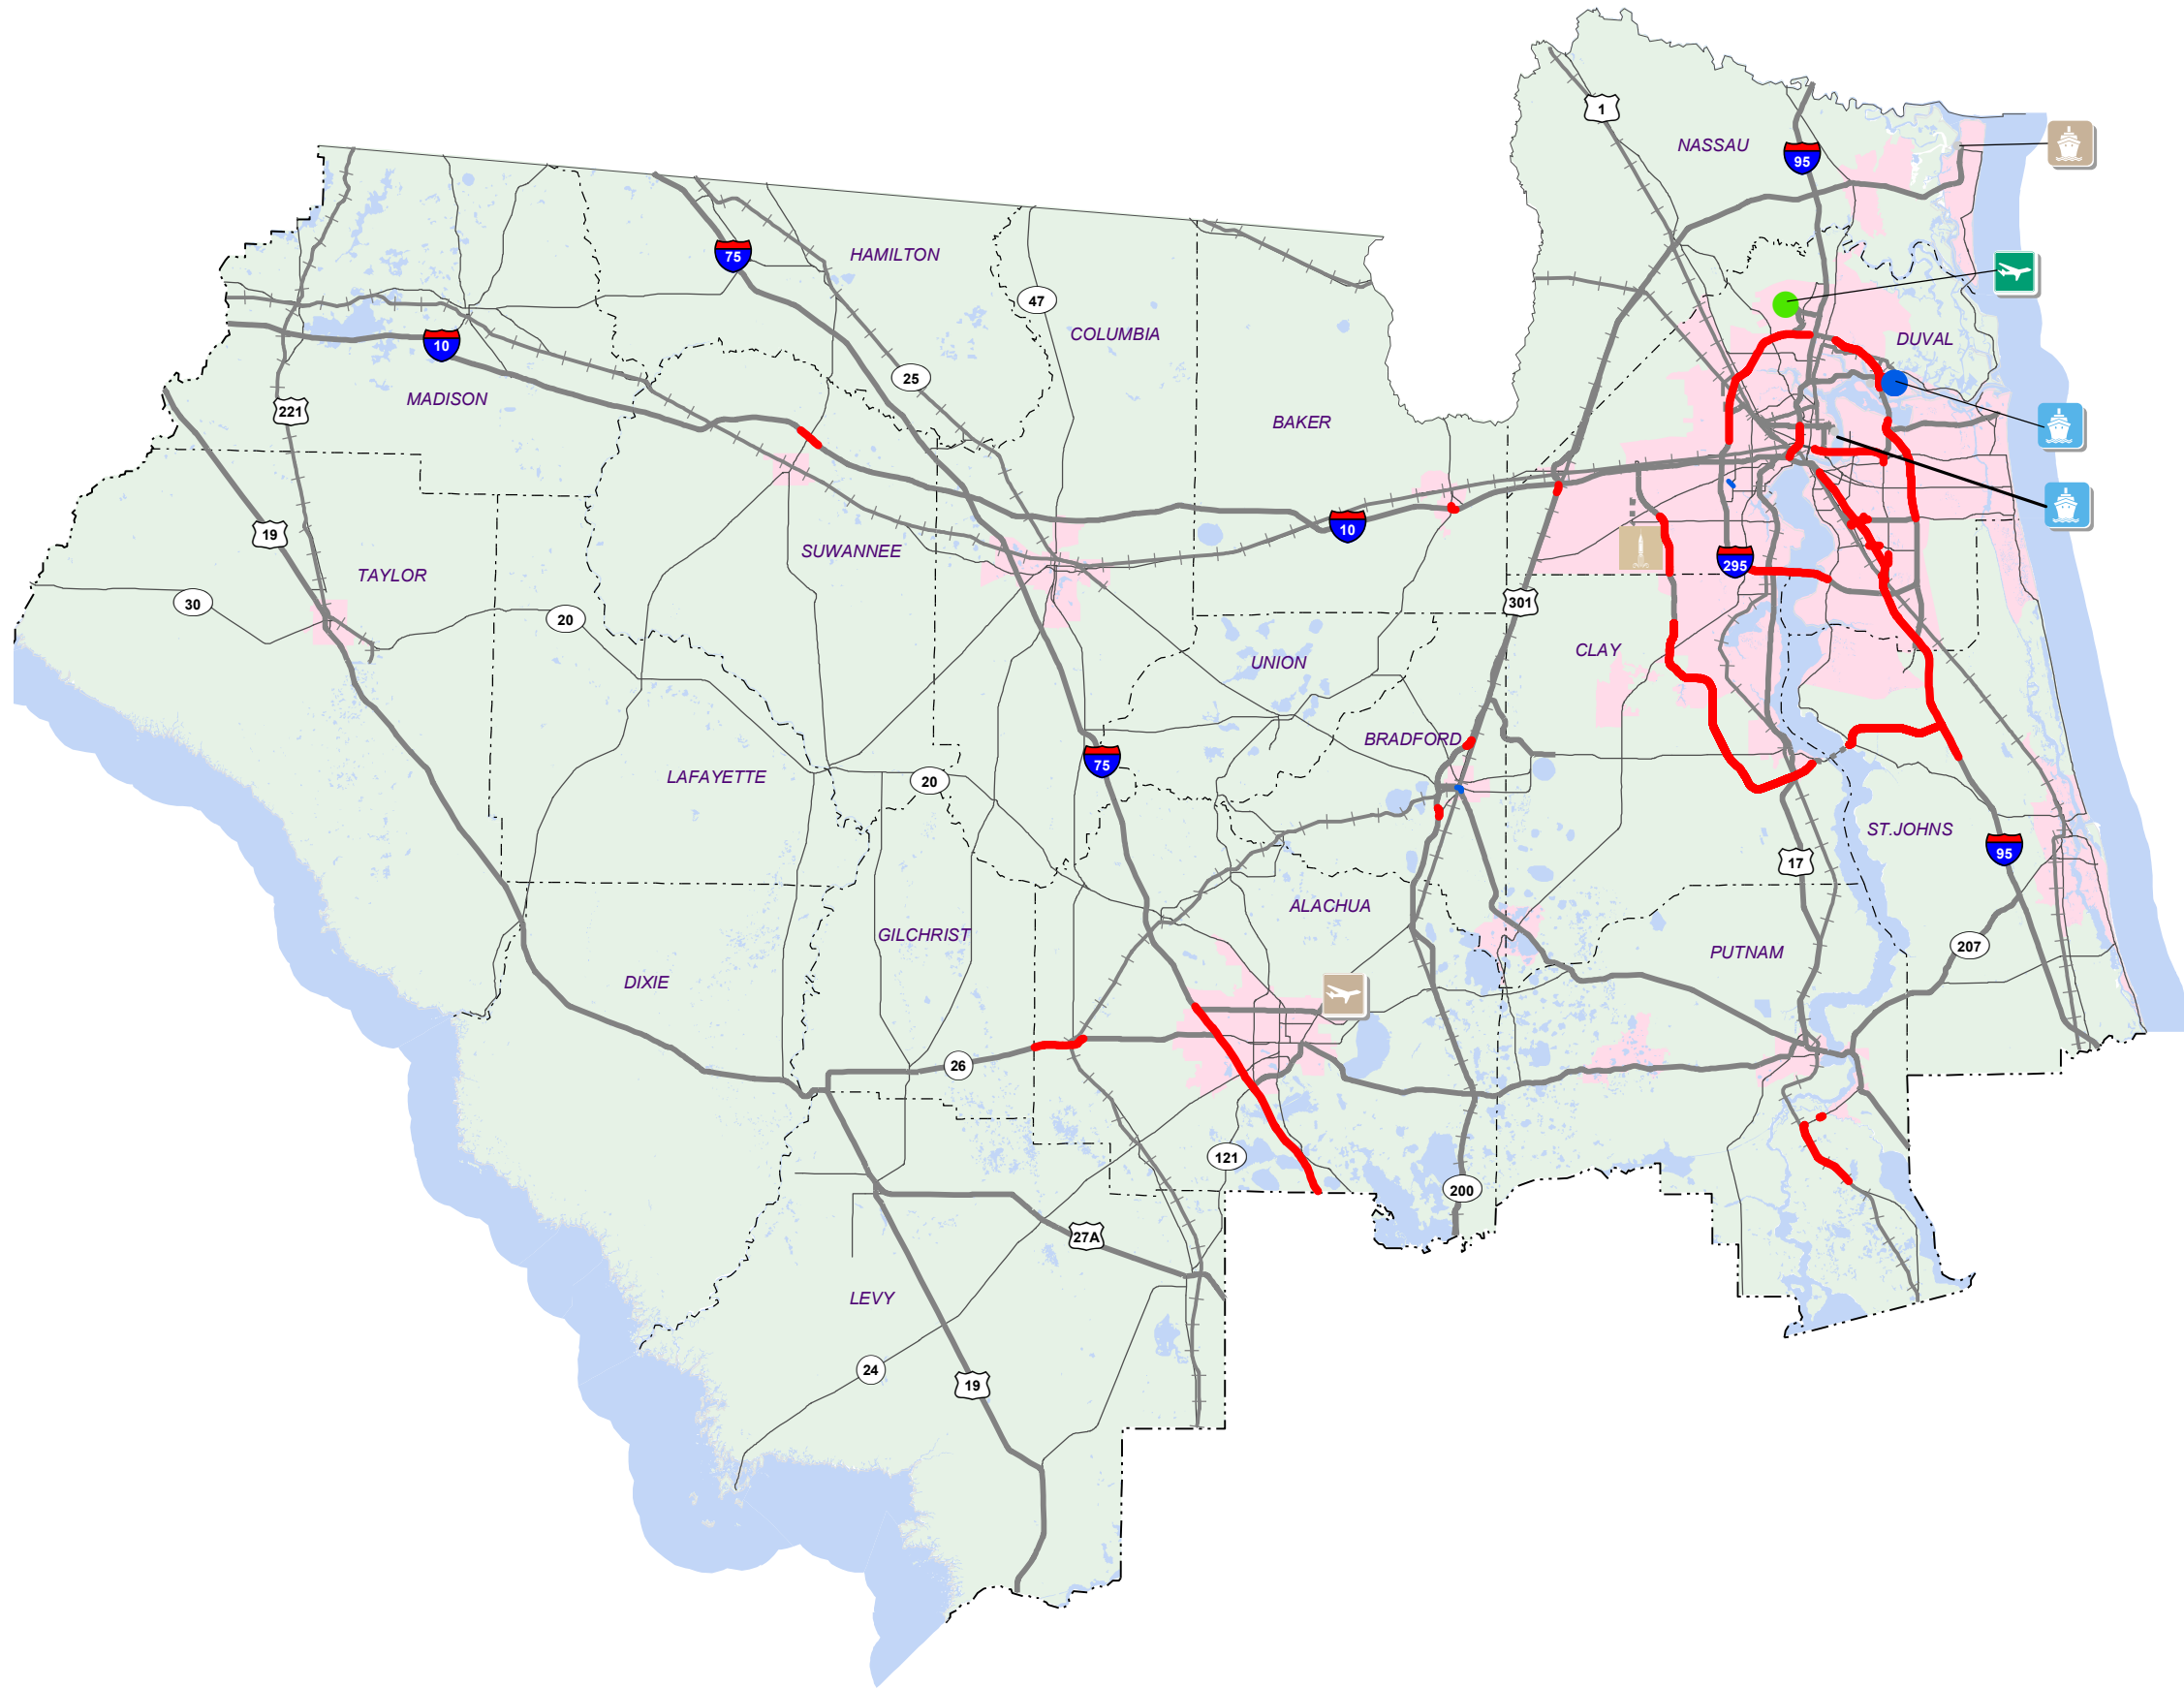 1
NASSAU
95
75
HAMILTON
47
COLUMBIA
DUVAL
10
25
MADISON
221
BAKER
19
10
SUWANNEE
295
TAYLOR
30
20
301
CLAY
UNION
BRADFORD
75
LAFAYETTE
20
ST.JOHNS
95
17
ALACHUA
GILCHRIST
207
PUTNAM
DIXIE
26
121
200
27A
LEVY
24
19